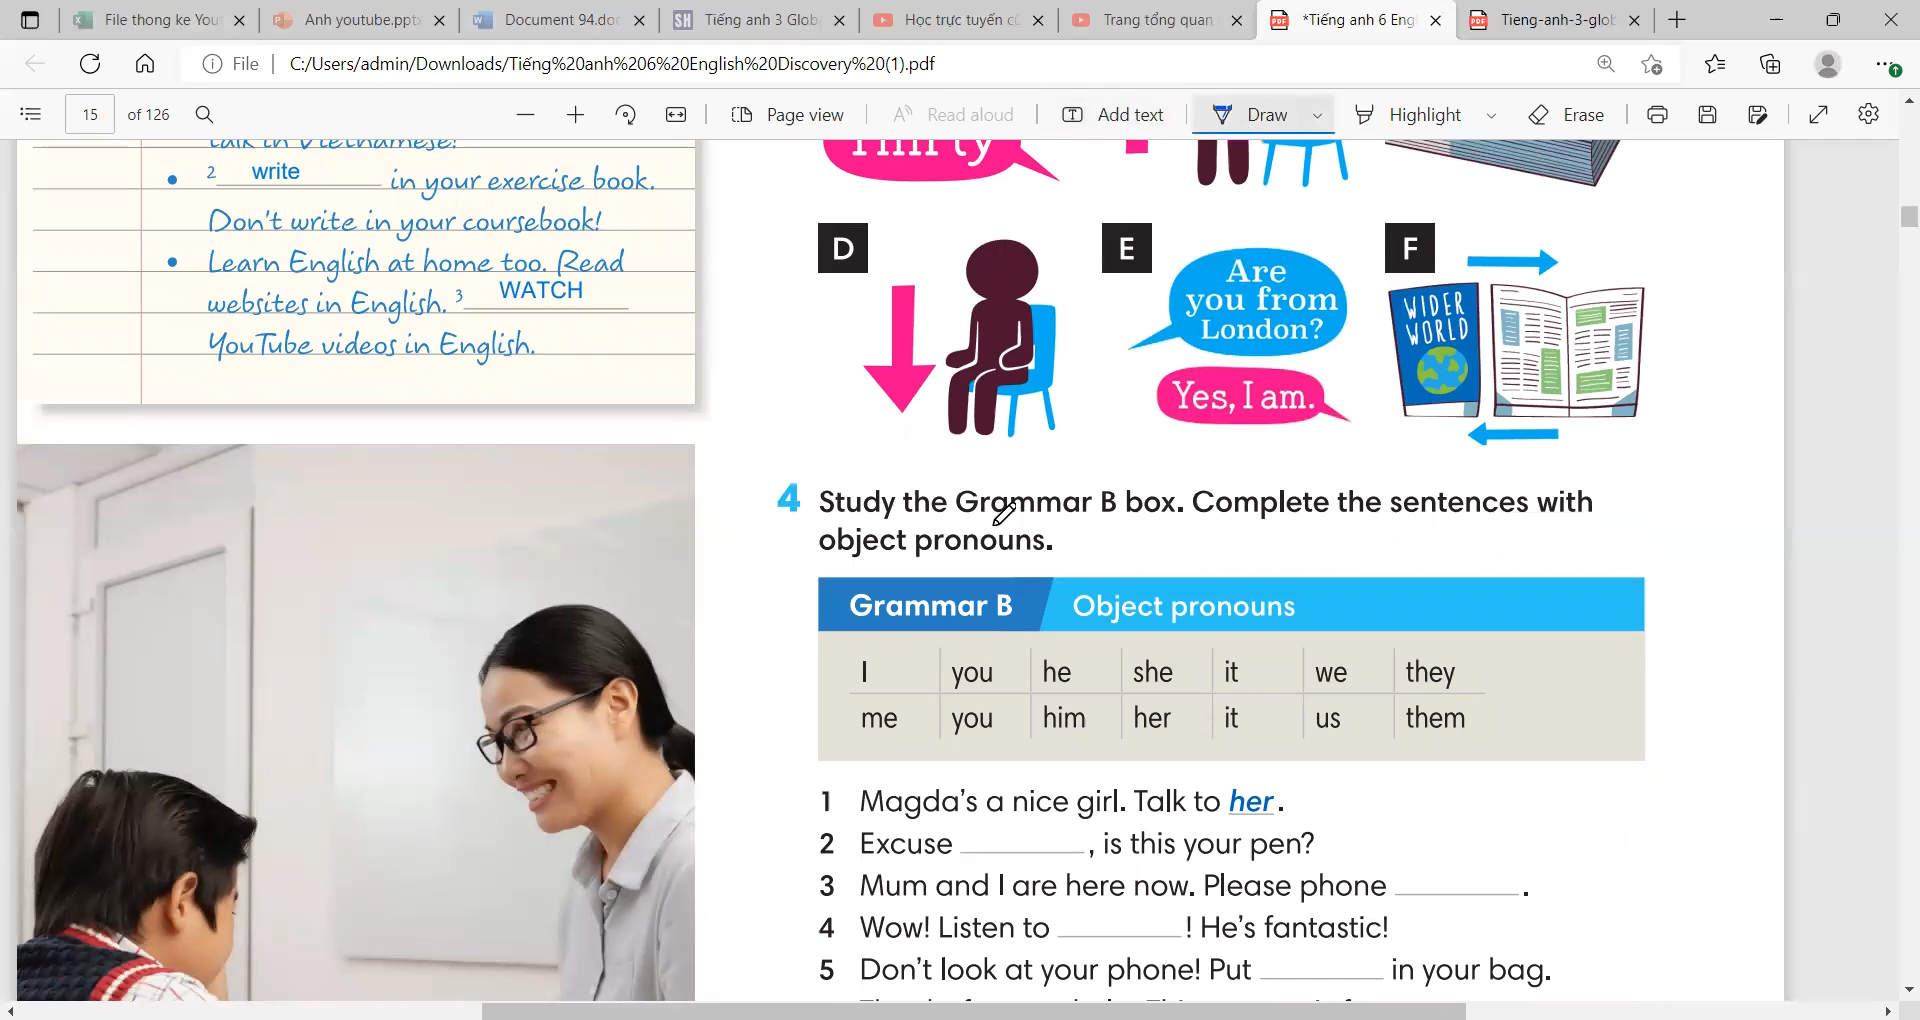 File thong ke You
Anh youtube.ppt
Document 94.doc
Tiếng anh 3 Glob
Học trực tuyến củ
Trang tổng quan
*Tiếng anh 6 Engl
Tieng-anh-3-glob
File
C:/Users/admin/Downloads/Tiếng%20anh%206%20English%20Discovery%20(1).pdf
15 of 126
Page view
Read aloud
Add text
Draw
Highlight
Erase
talk in Vietnamese!
2 write in your exercise book.
Don't write in your coursebook!
• Learn English at home too. Read
websites in English. 3 WATCH
YouTube videos in English.
Thirty
D
E
Are
you from
London?
Yes, I am.
F
WIDER
WORLD
4 Study the Grammar B box. Complete the sentences with
object pronouns.
Grammar B Object pronouns
I you he she it we they
me you him her it us them
1 Magda's a nice girl. Talk to her.
2 Excuse ________, is this your pen?
3 Mum and I are here now. Please phone ________.
4 Wow! Listen to ________! He's fantastic!
5 Don't look at your phone! Put ________ in your bag.